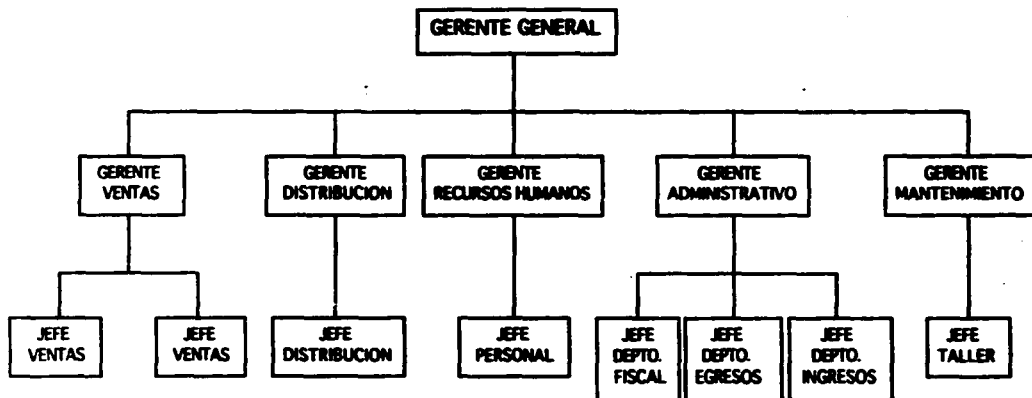 GERENTE GENERAL
GERENTE
VENTAS
GERENTE
DISTRIBUCION
GERENTE
RECURSOS HUMANOS
GERENTE
ADMINISTRATIVO
GERENTE
MANTENIMIENTO
JEFE
VENTAS
JEFE
VENTAS
JEFE
DISTRIBUCION
JEFE
PERSONAL
JEFE
DEPTO.
FISCAL
JEFE
DEPTO.
EGRESOS
JEFE
DEPTO.
INGRESOS
JEFE
TALLER